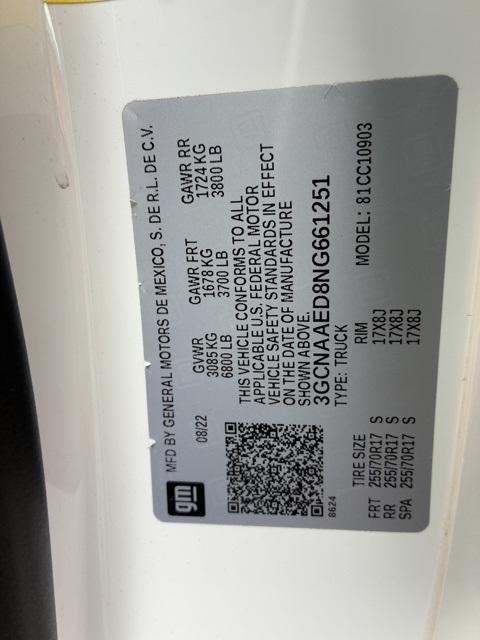 gm
MFD BY GENERAL MOTORS DE MEXICO, S. DE R.L. DE C.V.
08/22
GVWR GAWR FRT GAWR RR
3085 KG 1678 KG 1724 KG
6800 LB 3700 LB 3800 LB
THIS VEHICLE CONFORMS TO ALL
APPLICABLE U.S. FEDERAL MOTOR
VEHICLE SAFETY STANDARDS IN EFFECT
ON THE DATE OF MANUFACTURE
SHOWN ABOVE.
3GCNAAED8NG661251
8624
TYPE: TRUCK MODEL: 81CC10903
TIRE SIZE RIM
FRT 255/70R17 S 17X8J
RR 255/70R17 S 17X8J
SPA 255/70R17 S 17X8J